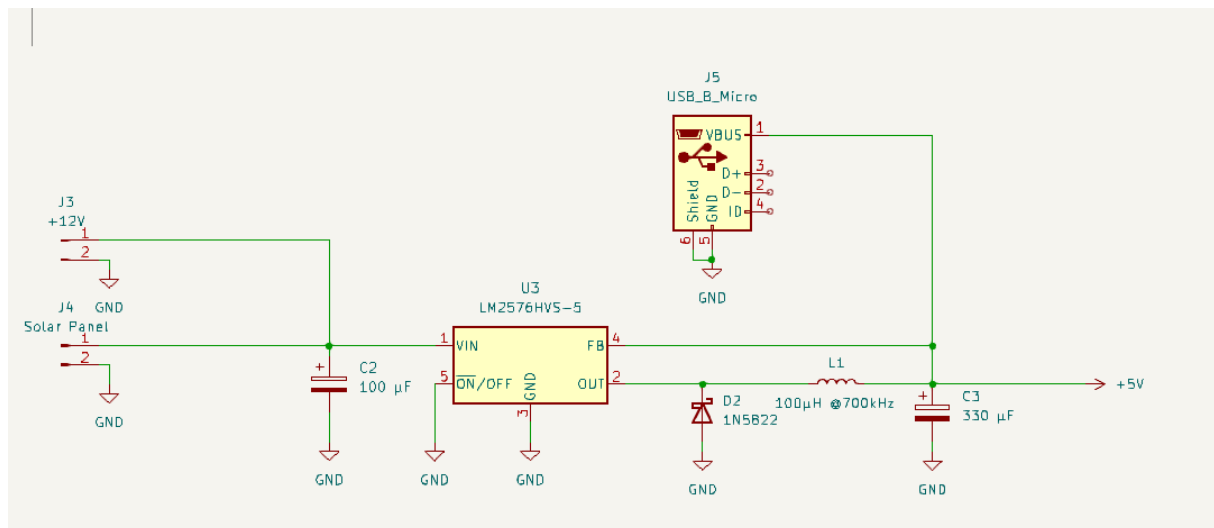 J5
USB_B_Micro
VBUS 1
D+ 3
D- 2
ID 4
Shield
GND
6
5
GND
J3
+12V
1
2
GND
J4
Solar Panel
1
2
GND
C2
100 µF
GND
U3
LM2576HVS-5
1 VIN
FB 4
5 ON/OFF
OUT 2
GND
3
GND
GND
D2
1N5822
GND
L1
100µH @700kHz
C3
330 µF
GND
+5V